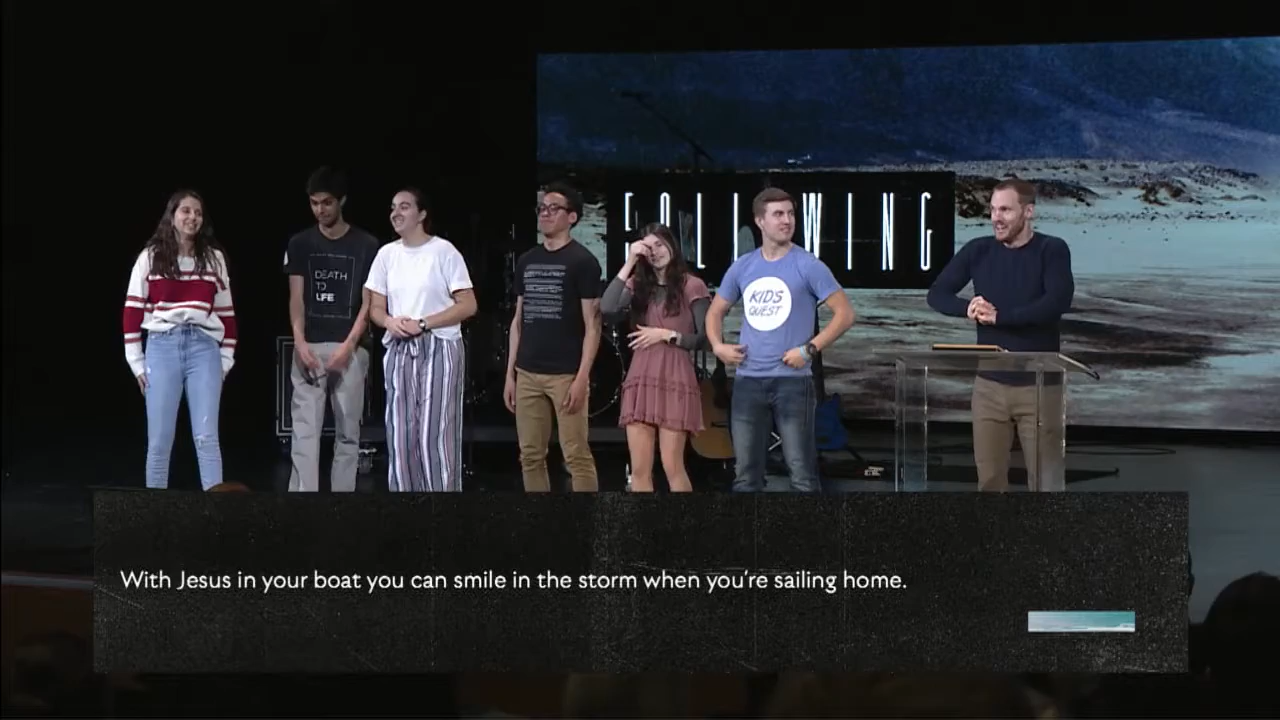 FOLLOWING
DEATH
TO
LIFE
KIDS
QUEST
With Jesus in your boat you can smile in the storm when you're sailing home.